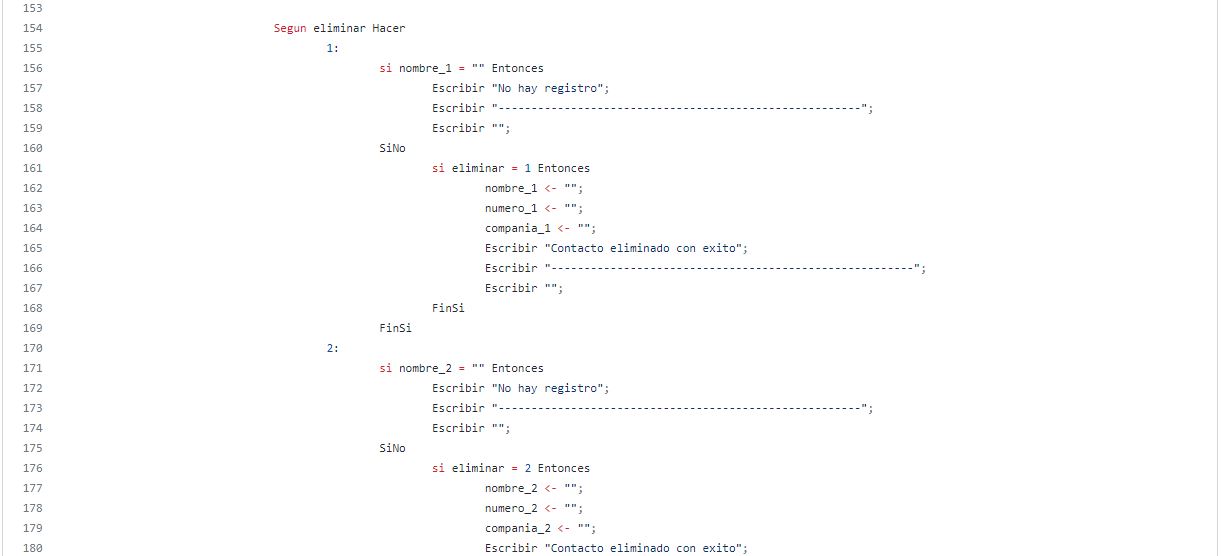 153
154 Segun eliminar Hacer
155 1:
156 si nombre_1 = "" Entonces
157 Escribir "No hay registro";
158 Escribir "-------------------------------------------------------";
159 Escribir "";
160 SiNo
161 si eliminar = 1 Entonces
162 nombre_1 <- "";
163 numero_1 <- "";
164 compania_1 <- "";
165 Escribir "Contacto eliminado con exito";
166 Escribir "-------------------------------------------------------";
167 Escribir "";
168 FinSi
169 FinSi
170 2:
171 si nombre_2 = "" Entonces
172 Escribir "No hay registro";
173 Escribir "-------------------------------------------------------";
174 Escribir "";
175 SiNo
176 si eliminar = 2 Entonces
177 nombre_2 <- "";
178 numero_2 <- "";
179 compania_2 <- "";
180 Escribir "Contacto eliminado con exito";